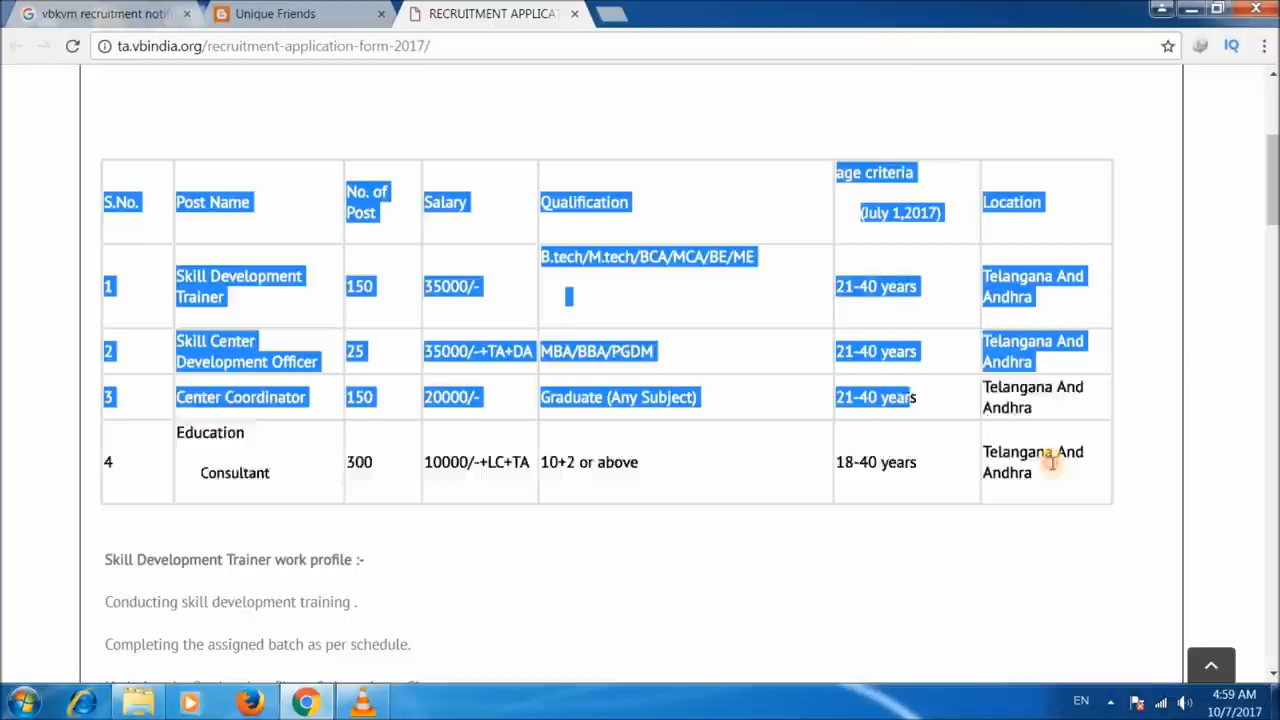 vbkvm recruitment noti
Unique Friends
RECRUITMENT APPLICA
ta.vbindia.org/recruitment-application-form-2017/
IQ
S.No. Post Name No. of Post Salary Qualification age criteria (July 1,2017) Location
1 Skill Development Trainer 150 35000/- B.tech/M.tech/BCA/MCA/BE/ME 21-40 years Telangana And Andhra
2 Skill Center Development Officer 25 35000/-+TA+DA MBA/BBA/PGDM 21-40 years Telangana And Andhra
3 Center Coordinator 150 20000/- Graduate (Any Subject) 21-40 years Telangana And Andhra
4 Education Consultant 300 10000/-+LC+TA 10+2 or above 18-40 years Telangana And Andhra
Skill Development Trainer work profile :-
Conducting skill development training .
Completing the assigned batch as per schedule.
EN
4:59 AM
10/7/2017